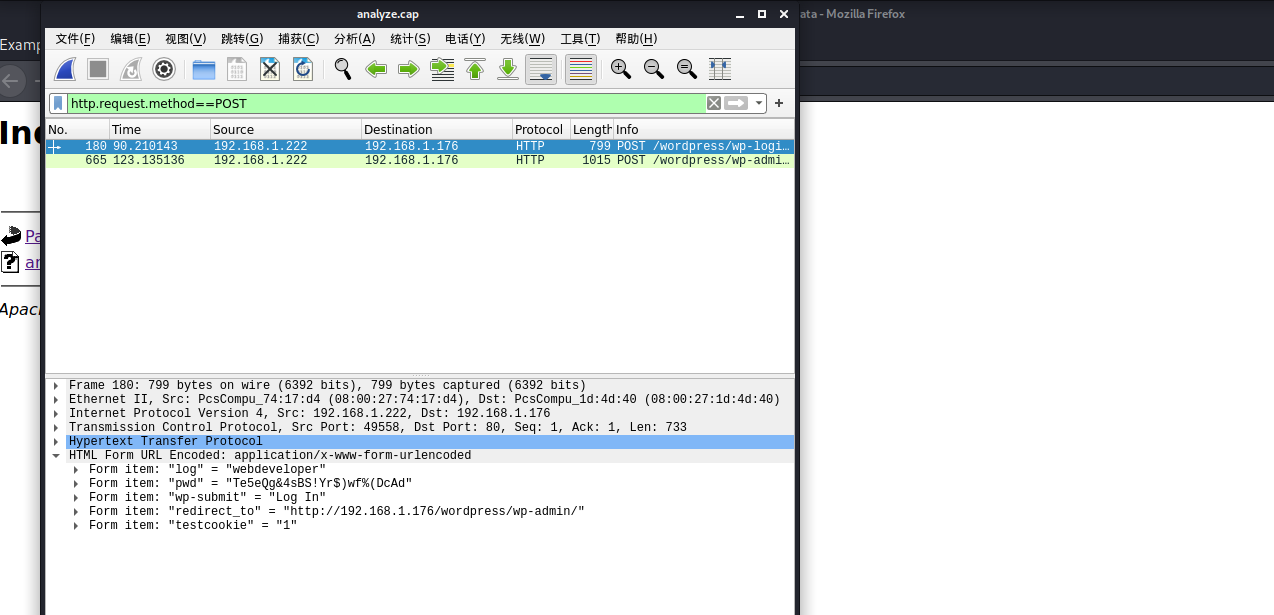 analyze.cap
ata - Mozilla Firefox
文件(F) 编辑(E) 视图(V) 跳转(G) 捕获(C) 分析(A) 统计(S) 电话(Y) 无线(W) 工具(T) 帮助(H)
Examp
http.request.method==POST
No. Time Source Destination Protocol Length Info
180 90.210143 192.168.1.222 192.168.1.176 HTTP 799 POST /wordpress/wp-logi…
665 123.135136 192.168.1.222 192.168.1.176 HTTP 1015 POST /wordpress/wp-admi…
Ind
Pa
an
Apac
Frame 180: 799 bytes on wire (6392 bits), 799 bytes captured (6392 bits)
Ethernet II, Src: PcsCompu_74:17:d4 (08:00:27:74:17:d4), Dst: PcsCompu_1d:4d:40 (08:00:27:1d:4d:40)
Internet Protocol Version 4, Src: 192.168.1.222, Dst: 192.168.1.176
Transmission Control Protocol, Src Port: 49558, Dst Port: 80, Seq: 1, Ack: 1, Len: 733
Hypertext Transfer Protocol
HTML Form URL Encoded: application/x-www-form-urlencoded
Form item: "log" = "webdeveloper"
Form item: "pwd" = "Te5eQg&4sBS!Yr$)wf%(DcAd"
Form item: "wp-submit" = "Log In"
Form item: "redirect_to" = "http://192.168.1.176/wordpress/wp-admin/"
Form item: "testcookie" = "1"